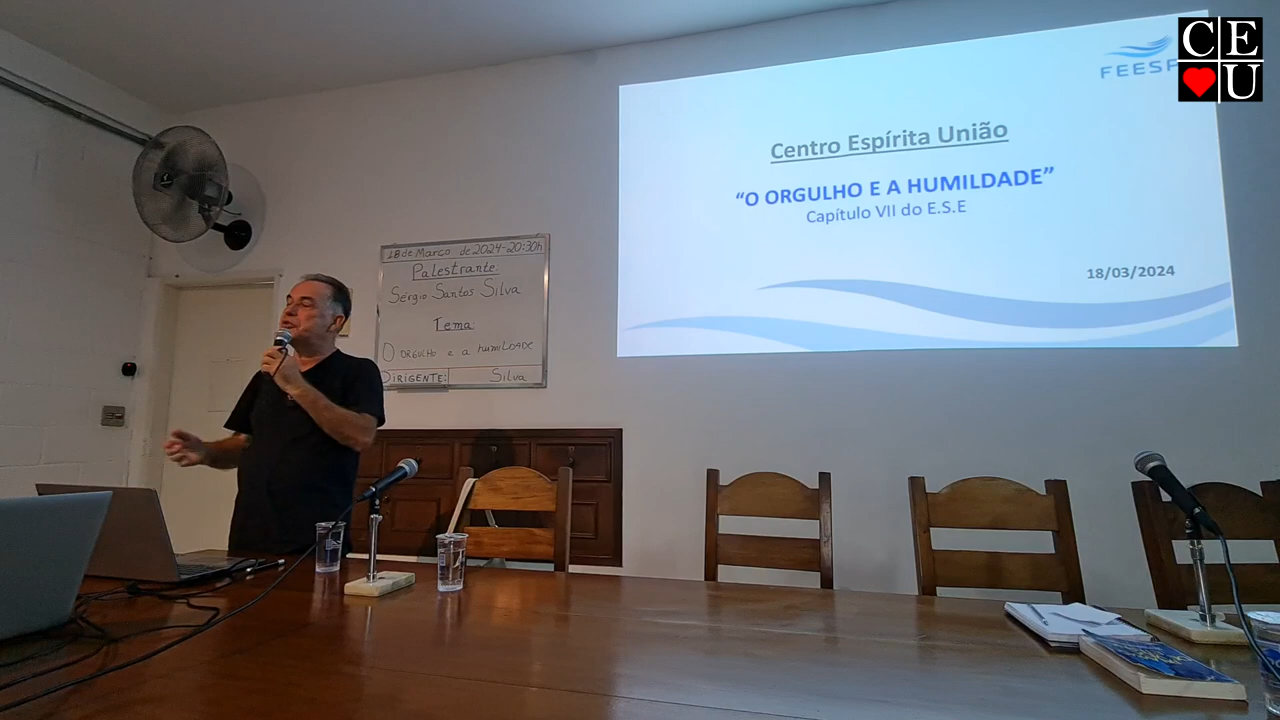 CE
U
FEESP
Centro Espírita União
“O ORGULHO E A HUMILDADE”
Capítulo VII do E.S.E
18/03/2024
18 de Março de 2024-20:30h
Palestrante:
Sérgio Santos Silva
Tema
O ORGULHO e a humiLDADE
DIRIGENTE: Silva